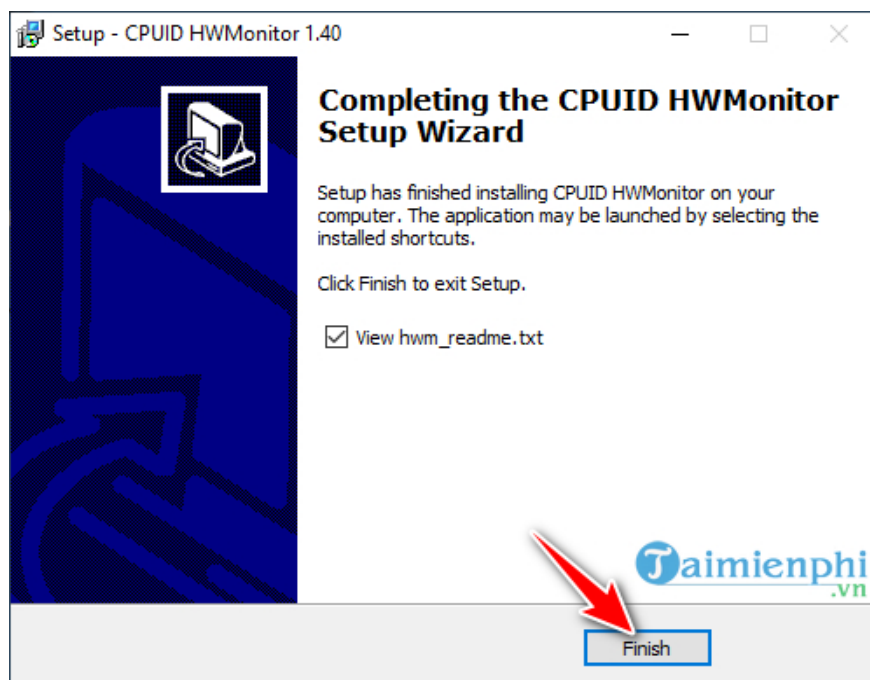 Setup - CPUID HWMonitor 1.40
Completing the CPUID HWMonitor
Setup Wizard
Setup has finished installing CPUID HWMonitor on your
computer. The application may be launched by selecting the
installed shortcuts.
Click Finish to exit Setup.
View hwm_readme.txt
Taimienphi
.vn
Finish